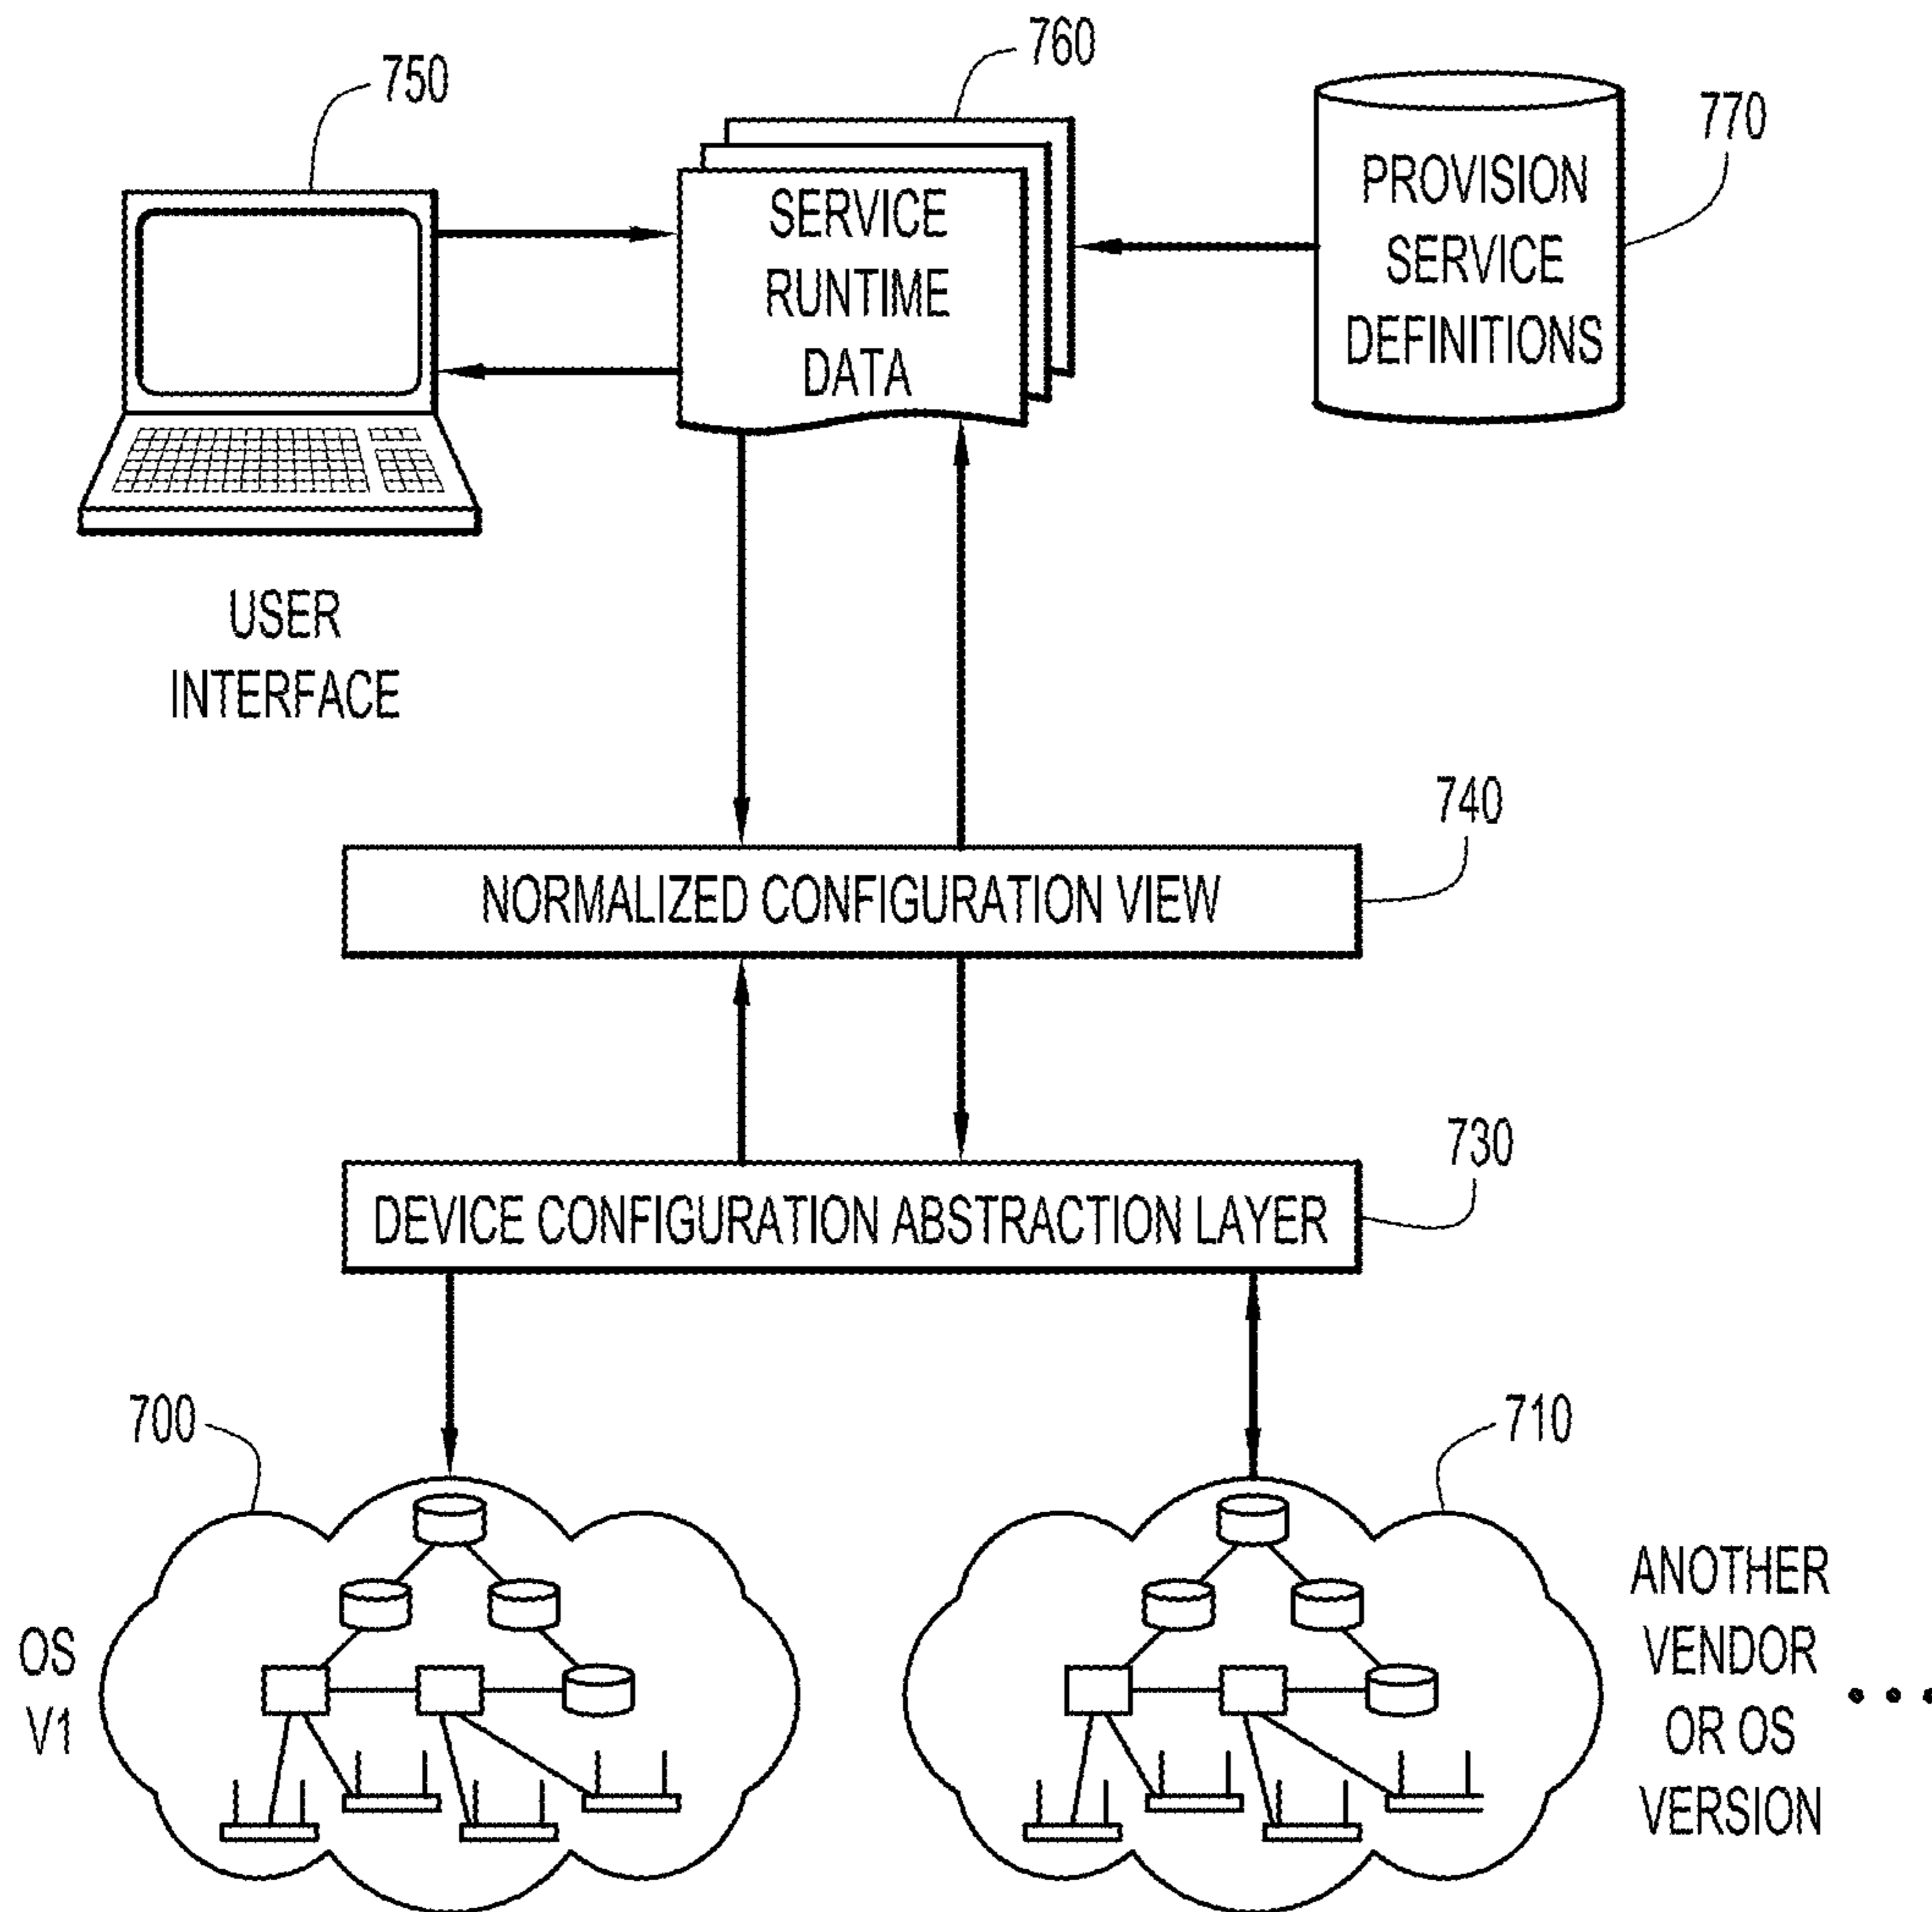 760
750
770
PROVISION
SERVICE
DEFINITIONS
SERVICE
RUNTIME
DATA
USER
INTERFACE
740
NORMALIZED CONFIGURATION VIEW
730
DEVICE CONFIGURATION ABSTRACTION LAYER
700
710
OS
V1
ANOTHER
VENDOR
OR OS
VERSION
• • •